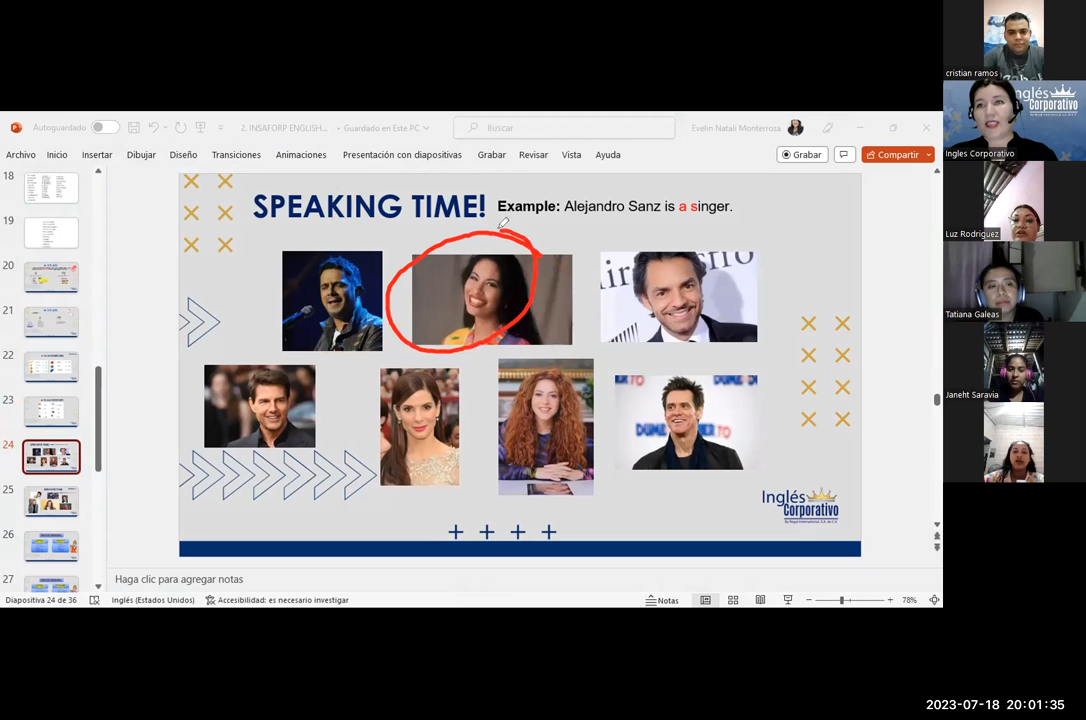 cristian ramos
Inglés
Corporativo
Ingles Corporativo
Autoguardado
2. INSAFORP ENGLISH... • Guardado en Este PC
Buscar
Evelin Natali Monterroza
Archivo Inicio Insertar Dibujar Diseño Transiciones Animaciones Presentación con diapositivas Grabar Revisar Vista Ayuda
Grabar
Compartir
18
19
20
21
22
23
24
25
26
27
SPEAKING TIME!
Example: Alejandro Sanz is a singer.
Luz Rodriguez
Tatiana Galeas
Janeht Saravia
Inglés
Corporativo
Haga clic para agregar notas
Diapositiva 24 de 36
Inglés (Estados Unidos)
Accesibilidad: es necesario investigar
Notas
78%
2023-07-18 20:01:35